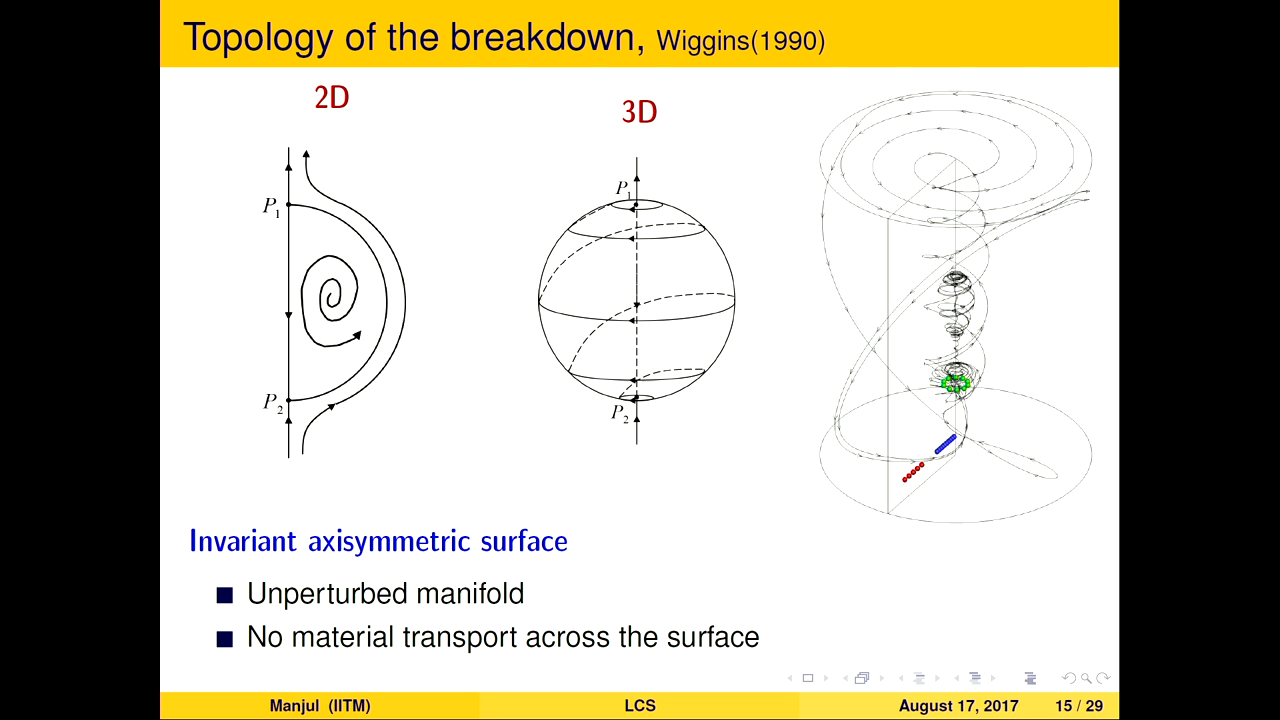 Topology of the breakdown, Wiggins(1990)
2D
3D
P1
P2
P1
P2
Invariant axisymmetric surface
Unperturbed manifold
No material transport across the surface
Manjul (IITM) LCS August 17, 2017 15 / 29